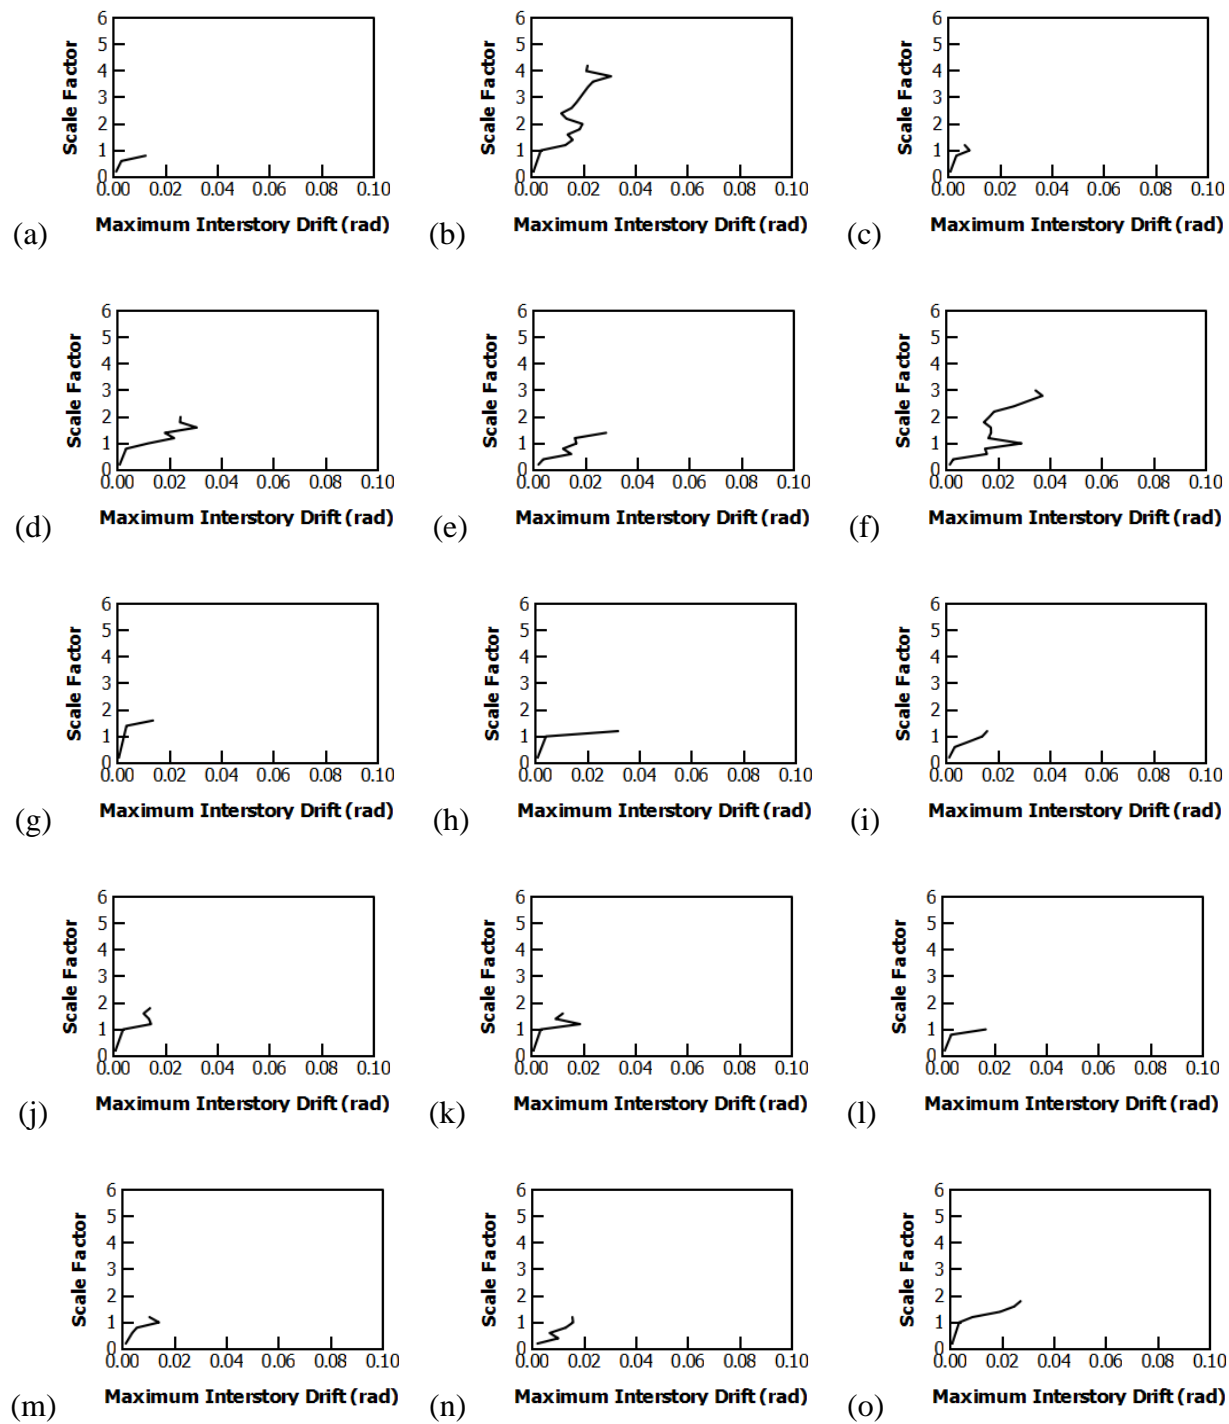 6
5
4
3
2
1
0
Scale Factor
0.00 0.02 0.04 0.06 0.08 0.10
(a) Maximum Interstory Drift (rad)
6
5
4
3
2
1
0
Scale Factor
0.00 0.02 0.04 0.06 0.08 0.10
(b) Maximum Interstory Drift (rad)
6
5
4
3
2
1
0
Scale Factor
0.00 0.02 0.04 0.06 0.08 0.10
(c) Maximum Interstory Drift (rad)
6
5
4
3
2
1
0
Scale Factor
0.00 0.02 0.04 0.06 0.08 0.10
(d) Maximum Interstory Drift (rad)
6
5
4
3
2
1
0
Scale Factor
0.00 0.02 0.04 0.06 0.08 0.10
(e) Maximum Interstory Drift (rad)
6
5
4
3
2
1
0
Scale Factor
0.00 0.02 0.04 0.06 0.08 0.10
(f) Maximum Interstory Drift (rad)
6
5
4
3
2
1
0
Scale Factor
0.00 0.02 0.04 0.06 0.08 0.10
(g) Maximum Interstory Drift (rad)
6
5
4
3
2
1
0
Scale Factor
0.00 0.02 0.04 0.06 0.08 0.10
(h) Maximum Interstory Drift (rad)
6
5
4
3
2
1
0
Scale Factor
0.00 0.02 0.04 0.06 0.08 0.10
(i) Maximum Interstory Drift (rad)
6
5
4
3
2
1
0
Scale Factor
0.00 0.02 0.04 0.06 0.08 0.10
(j) Maximum Interstory Drift (rad)
6
5
4
3
2
1
0
Scale Factor
0.00 0.02 0.04 0.06 0.08 0.10
(k) Maximum Interstory Drift (rad)
6
5
4
3
2
1
0
Scale Factor
0.00 0.02 0.04 0.06 0.08 0.10
(l) Maximum Interstory Drift (rad)
6
5
4
3
2
1
0
Scale Factor
0.00 0.02 0.04 0.06 0.08 0.10
(m) Maximum Interstory Drift (rad)
6
5
4
3
2
1
0
Scale Factor
0.00 0.02 0.04 0.06 0.08 0.10
(n) Maximum Interstory Drift (rad)
6
5
4
3
2
1
0
Scale Factor
0.00 0.02 0.04 0.06 0.08 0.10
(o) Maximum Interstory Drift (rad)